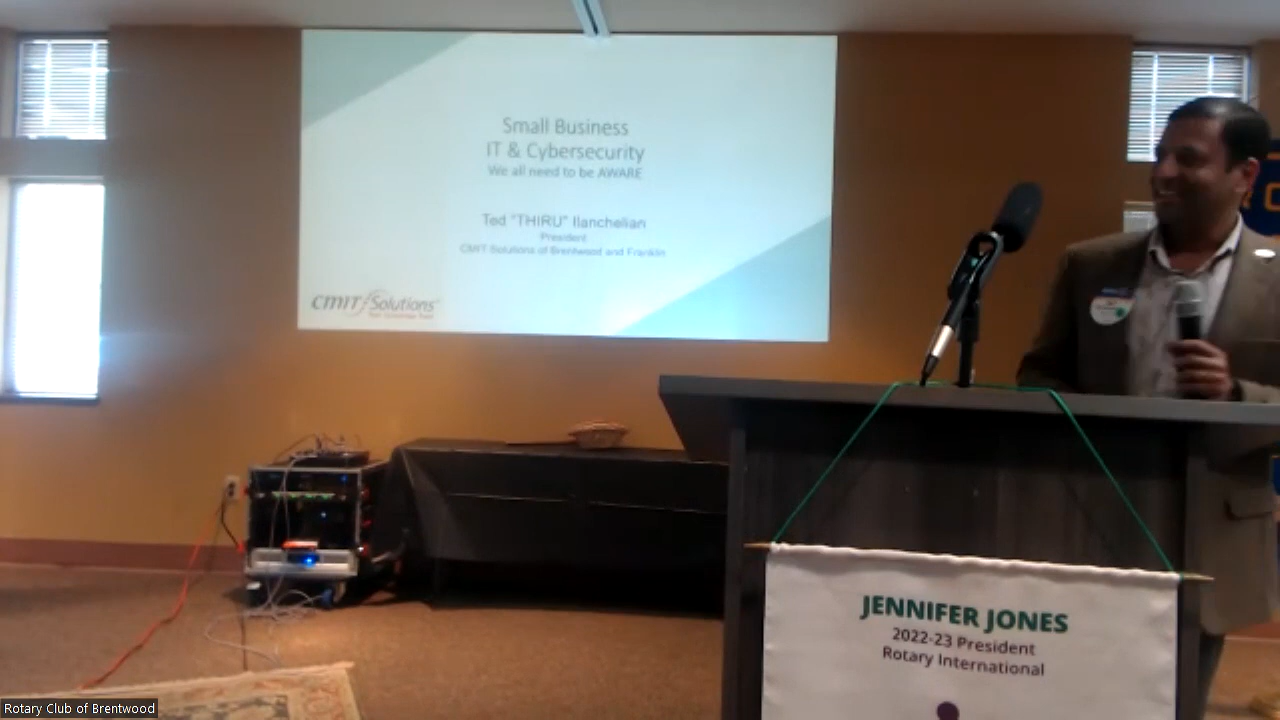 Small Business
IT & Cybersecurity
We all need to be AWARE
Ted "THIRU" Ilanchelian
President
CMIT Solutions of Brentwood and Franklin
CMIT Solutions
JENNIFER JONES
2022-23 President
Rotary International
Rotary Club of Brentwood